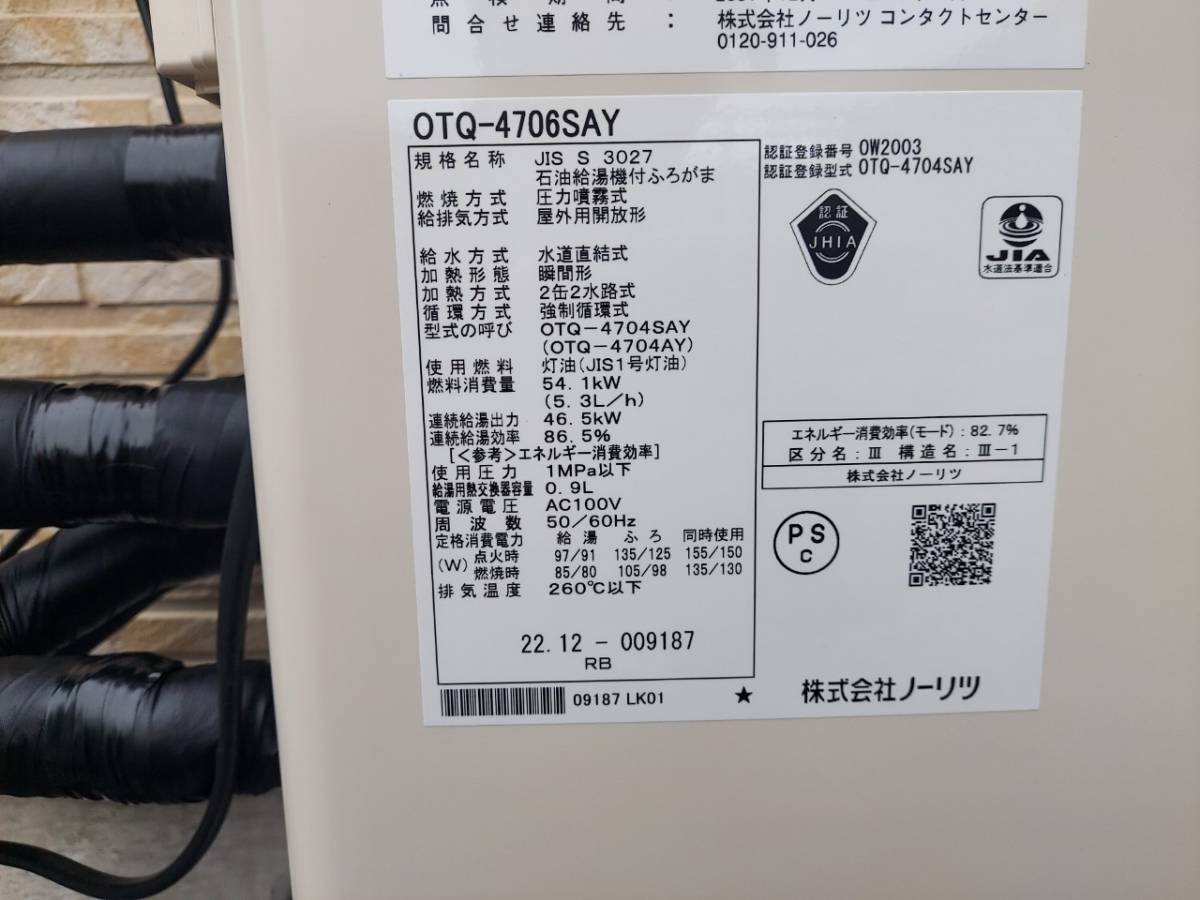 問合せ連絡先 : 株式会社ノーリツ コンタクトセンター
0120-911-026
OTQ-4706SAY
規格名称 JIS S 3027
石油給湯機付ふろがま
燃焼方式 圧力噴霧式
給排気方式 屋外用開放形
給水方式 水道直結式
加熱形態 瞬間形
加熱方式 2缶2水路式
循環方式 強制循環式
型式の呼び OTQ-4704SAY
(OTQ-4704AY)
使用燃料 灯油(JIS1号灯油)
燃料消費量 54.1kW
(5.3L/h)
連続給湯出力 46.5kW
連続給湯効率 86.5%
[<参考>エネルギー消費効率]
使用圧力 1MPa以下
給湯用熱交換器容量 0.9L
電源電圧 AC100V
周波数 50/60Hz
定格消費電力 給湯 ふろ 同時使用
(W) 点火時 97/91 135/125 155/150
燃焼時 85/80 105/98 135/130
排気温度 260℃以下
22.12-009187
RB
09187 LK01 ★
認証登録番号 OW2003
認証登録型式 OTQ-4704SAY
認証
JHIA
JIA
水道法基準適合
エネルギー消費効率(モード):82.7%
区分名:Ⅲ 構造名:Ⅲ-1
株式会社ノーリツ
PS
C
株式会社ノーリツ